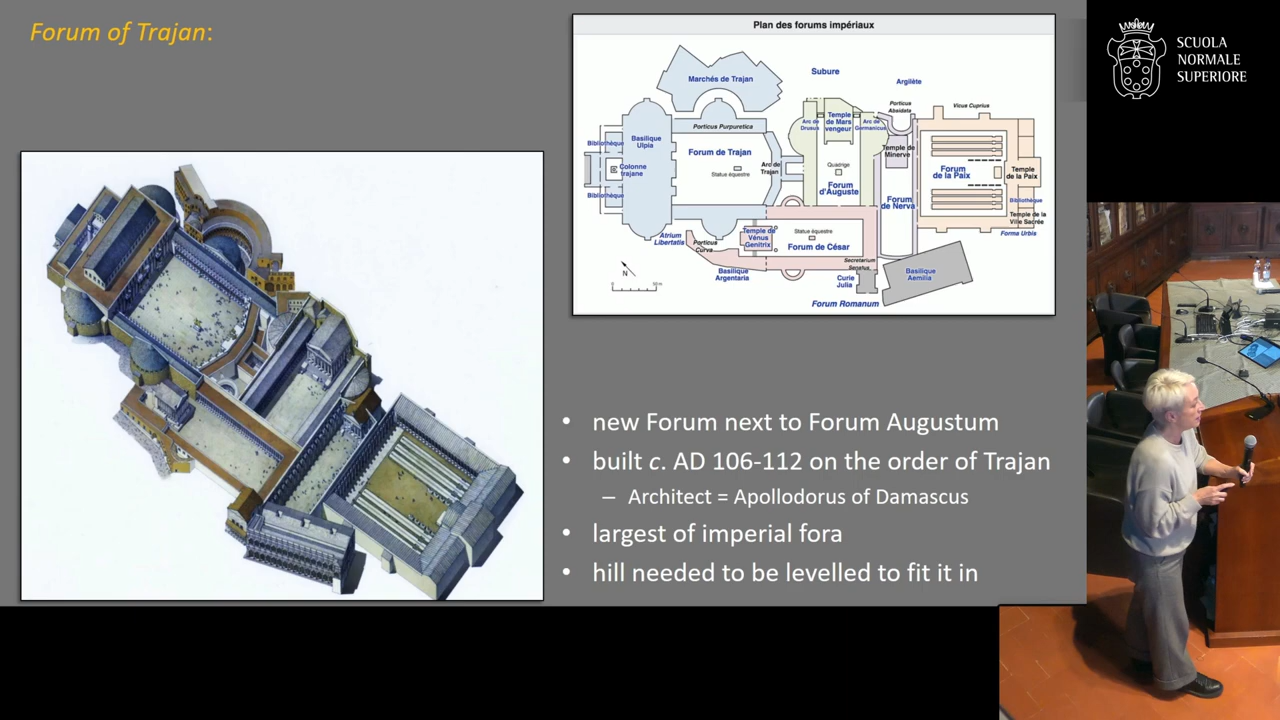 Forum of Trajan:
Plan des forums impériaux
Marchés de Trajan
Subure
Argilète
Porticus
Absidata
Vicus Cuprius
Porticus Purpuretica
Basilique
Ulpia
Bibliothèque
Colonne
trajane
Bibliothèque
Forum de Trajan
Statue équestre
Arc de
Trajan
Arc de
Drusus
Temple
de Mars
vengeur
Arc de
Germanicus
Quadrige
Forum
d'Auguste
Temple de
Minerve
Forum
de Nerva
Forum
de la Paix
Temple
de la Paix
Bibliothèque
Temple de la
Ville Sacrée
Forma Urbis
Atrium
Libertatis
Porticus
Curva
Temple de
Vénus
Genitrix
Statue équestre
Forum de César
Basilique
Argentaria
Secretarium
Senatus
Curie
Julia
Basilique
Aemilia
Forum Romanum
N
• new Forum next to Forum Augustum
• built c. AD 106-112 on the order of Trajan
– Architect = Apollodorus of Damascus
• largest of imperial fora
• hill needed to be levelled to fit it in
SCUOLA
NORMALE
SUPERIORE